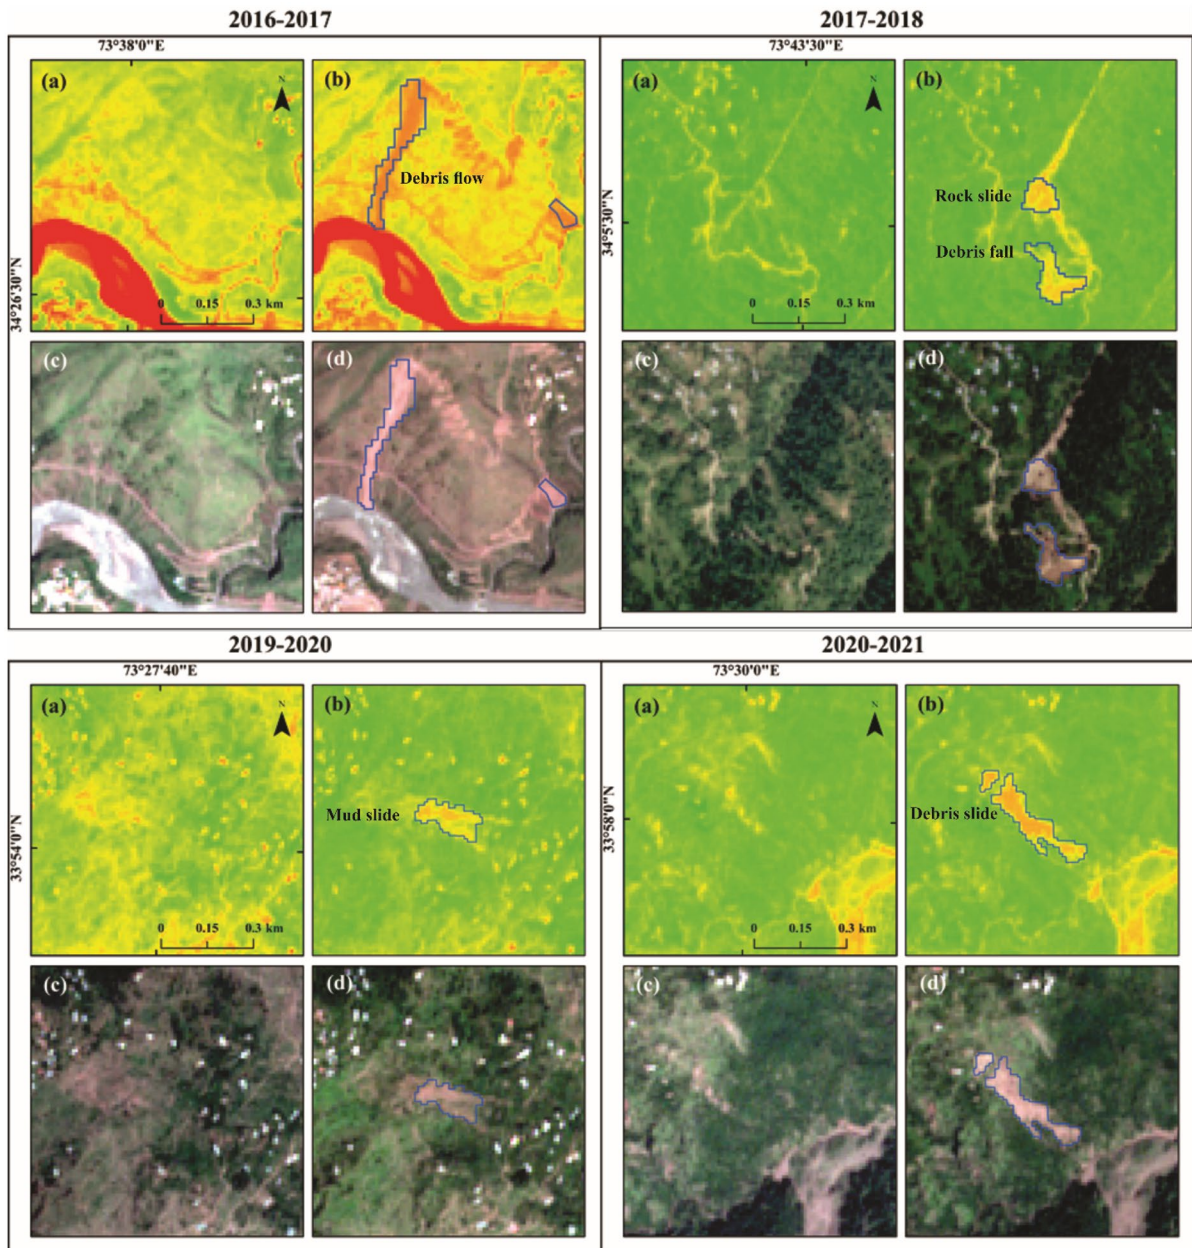 2016-2017
2017-2018
73°38'0"E
73°43'30"E
(a)
N
(b)
(a)
N
(b)
Debris flow
Rock slide
34°5'30"N
Debris fall
34°26'30"N
0 0.15 0.3 km
0 0.15 0.3 km
(c)
(d)
(c)
(d)
2019-2020
2020-2021
73°27'40"E
73°30'0"E
(a)
N
(b)
(a)
N
(b)
Mud slide
Debris slide
33°54'0"N
33°58'0"N
0 0.15 0.3 km
0 0.15 0.3 km
(c)
(d)
(c)
(d)